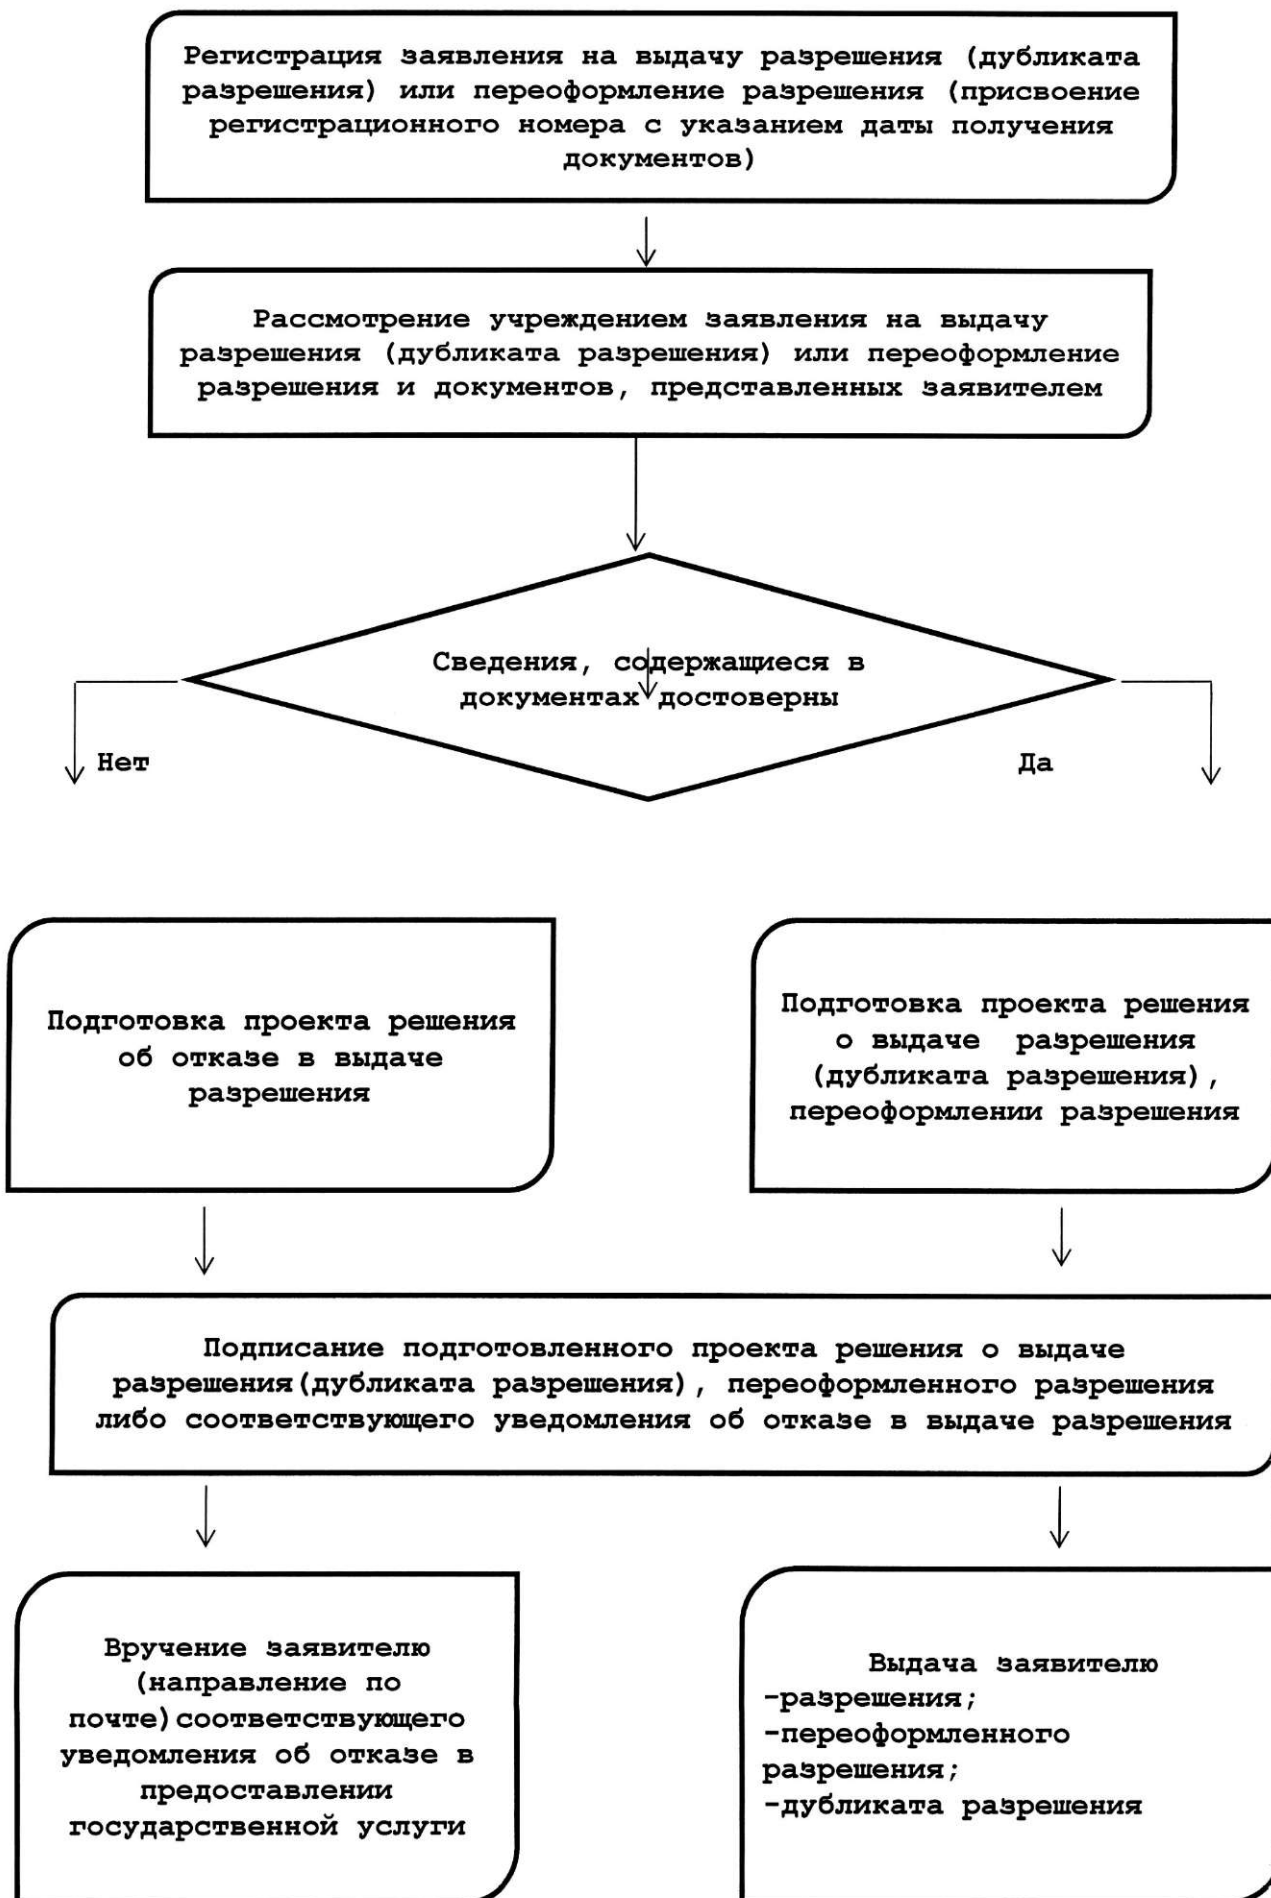 Регистрация заявления на выдачу разрешения (дубликата
разрешения) или переоформление разрешения (присвоение
регистрационного номера с указанием даты получения
документов)
Рассмотрение учреждением заявления на выдачу
разрешения (дубликата разрешения) или переоформление
разрешения и документов, представленных заявителем
Сведения, содержащиеся в
документах достоверны
Нет
Да
Подготовка проекта решения
об отказе в выдаче
разрешения
Подготовка проекта решения
о выдаче разрешения
(дубликата разрешения),
переоформлении разрешения
Подписание подготовленного проекта решения о выдаче
разрешения(дубликата разрешения), переоформленного разрешения
либо соответствующего уведомления об отказе в выдаче разрешения
Вручение заявителю
(направление по
почте)соответствующего
уведомления об отказе в
предоставлении
государственной услуги
Выдача заявителю
-разрешения;
-переоформленного
разрешения;
-дубликата разрешения